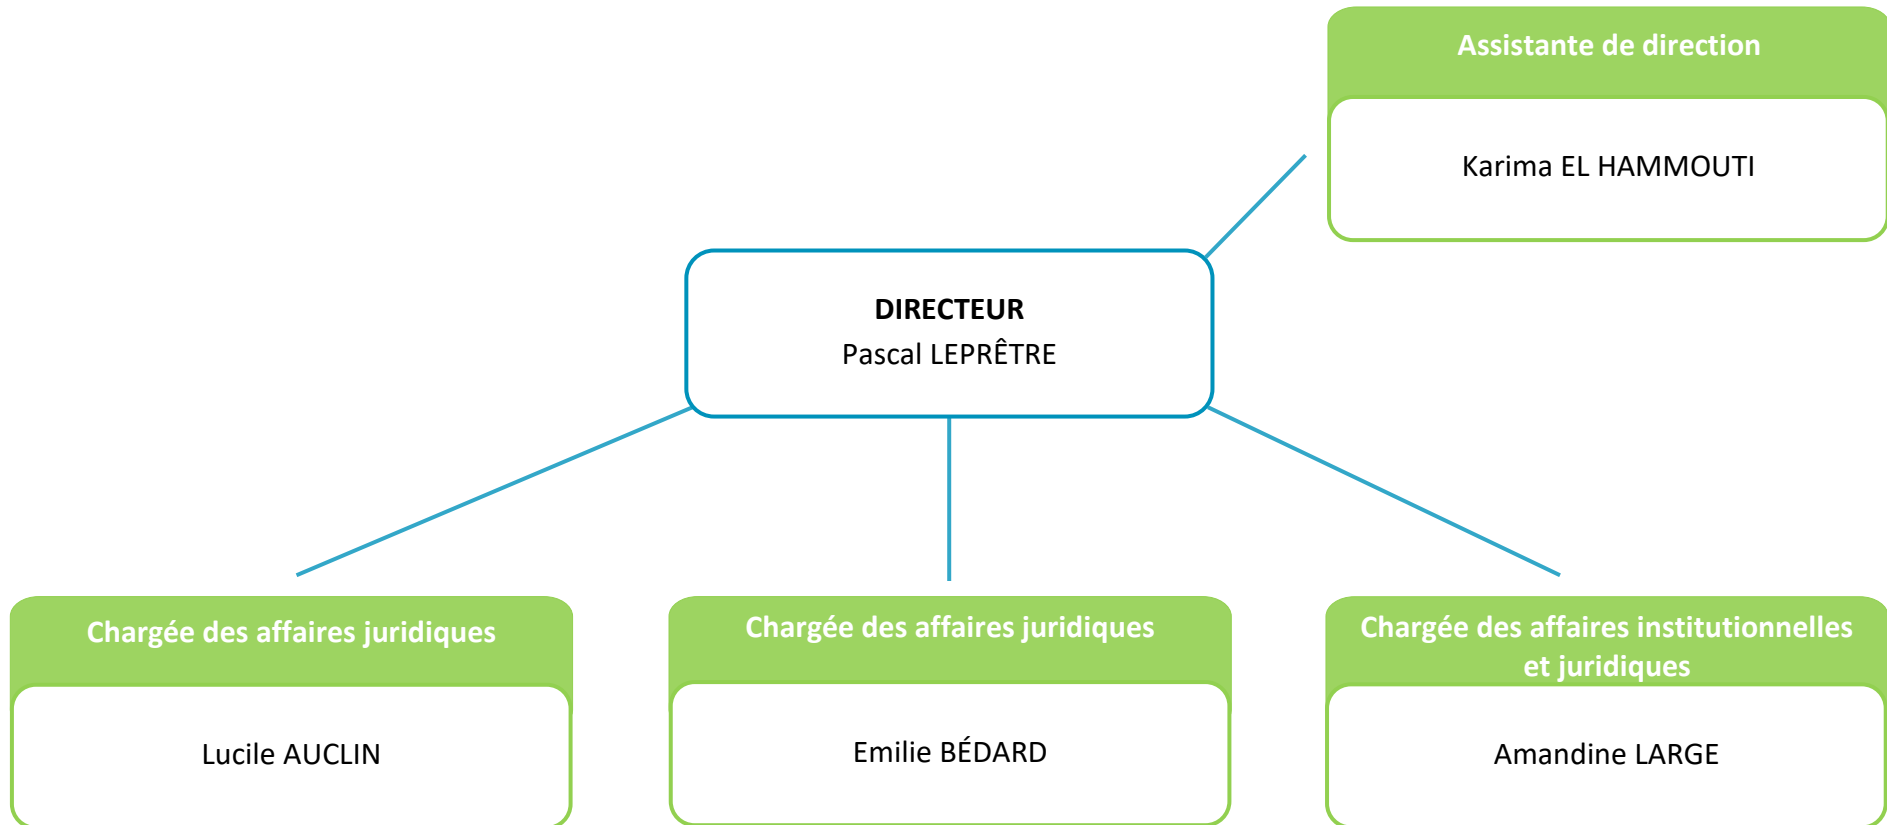 Assistante de direction
Karima EL HAMMOUTI
DIRECTEUR
Pascal LEPRÊTRE
Chargée des affaires juridiques
Lucile AUCLIN
Chargée des affaires juridiques
Emilie BÉDARD
Chargée des affaires institutionnelles
et juridiques
Amandine LARGE